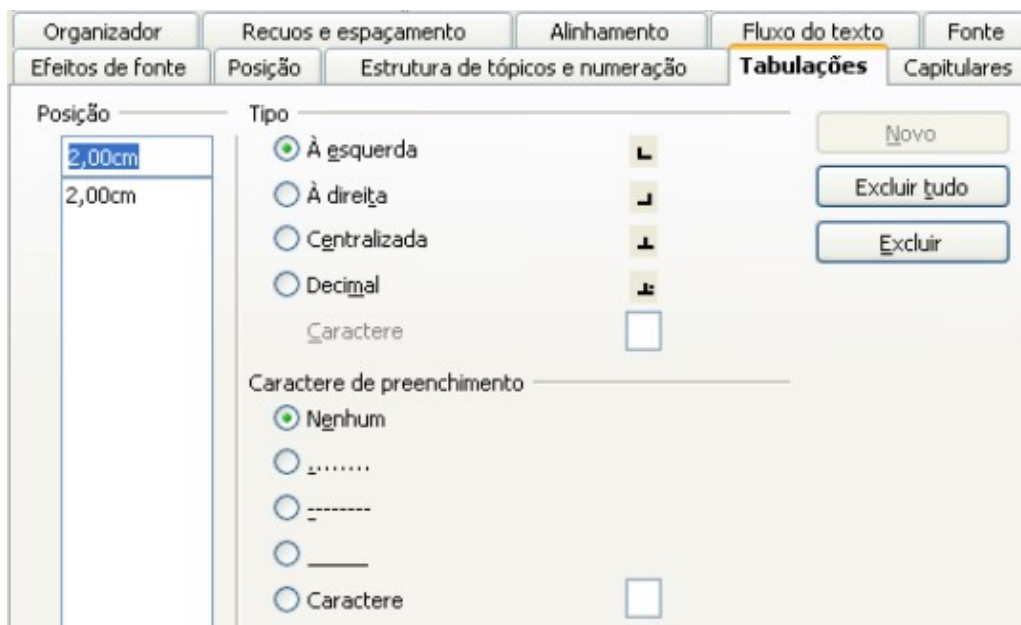 Organizador Recuos e espaçamento Alinhamento Fluxo do texto Fonte
Efeitos de fonte Posição Estrutura de tópicos e numeração Tabulações Capitulares
Posição Tipo
2,00cm À esquerda Novo
2,00cm À direita Excluir tudo
Centralizada Excluir
Decimal
Caractere
Caractere de preenchimento
Nenhum
........
--------
_____
Caractere